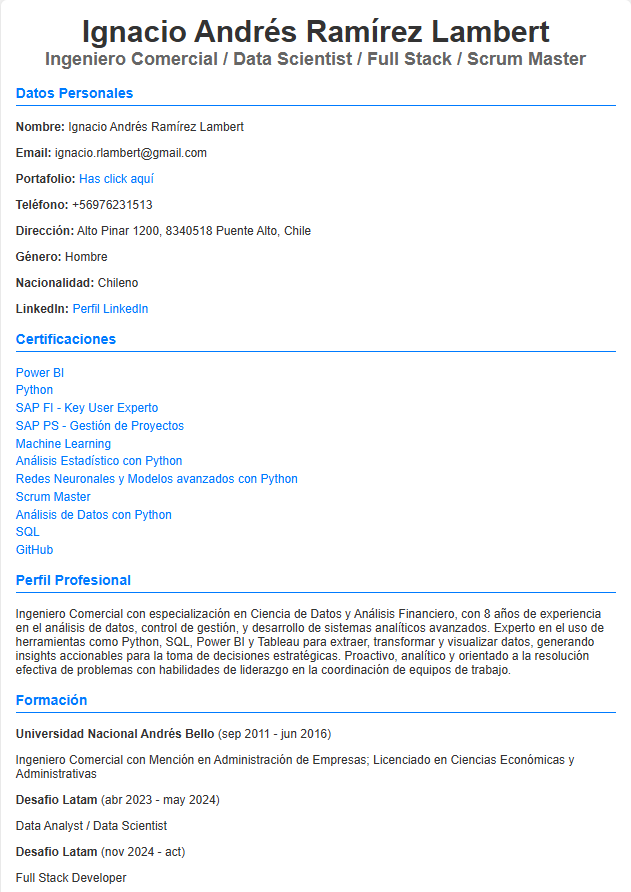 Ignacio Andrés Ramírez Lambert
Ingeniero Comercial / Data Scientist / Full Stack / Scrum Master
Datos Personales
Nombre: Ignacio Andrés Ramírez Lambert
Email: ignacio.rlambert@gmail.com
Portafolio: Has click aquí
Teléfono: +56976231513
Dirección: Alto Pinar 1200, 8340518 Puente Alto, Chile
Género: Hombre
Nacionalidad: Chileno
LinkedIn: Perfil LinkedIn
Certificaciones
Power BI
Python
SAP FI - Key User Experto
SAP PS - Gestión de Proyectos
Machine Learning
Análisis Estadístico con Python
Redes Neuronales y Modelos avanzados con Python
Scrum Master
Análisis de Datos con Python
SQL
GitHub
Perfil Profesional
Ingeniero Comercial con especialización en Ciencia de Datos y Análisis Financiero, con 8 años de experiencia
en el análisis de datos, control de gestión, y desarrollo de sistemas analíticos avanzados. Experto en el uso de
herramientas como Python, SQL, Power BI y Tableau para extraer, transformar y visualizar datos, generando
insights accionables para la toma de decisiones estratégicas. Proactivo, analítico y orientado a la resolución
efectiva de problemas con habilidades de liderazgo en la coordinación de equipos de trabajo.
Formación
Universidad Nacional Andrés Bello (sep 2011 - jun 2016)
Ingeniero Comercial con Mención en Administración de Empresas; Licenciado en Ciencias Económicas y
Administrativas
Desafio Latam (abr 2023 - may 2024)
Data Analyst / Data Scientist
Desafio Latam (nov 2024 - act)
Full Stack Developer